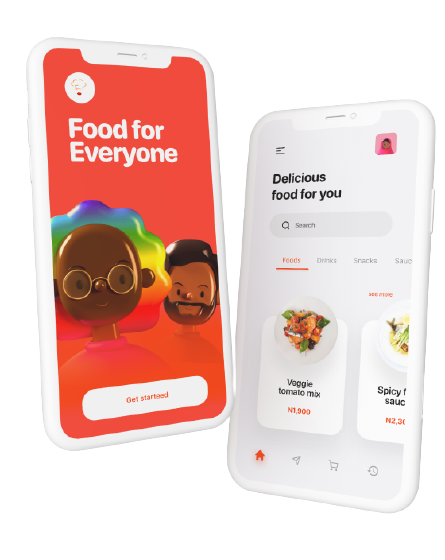 Food for
Everyone
Get starteed
Delicious
food for you
Search
Foods Drinks Snacks Sauc
see more
Veggie
tomato mix
N1,900
Spicy f
sauc
N2,30